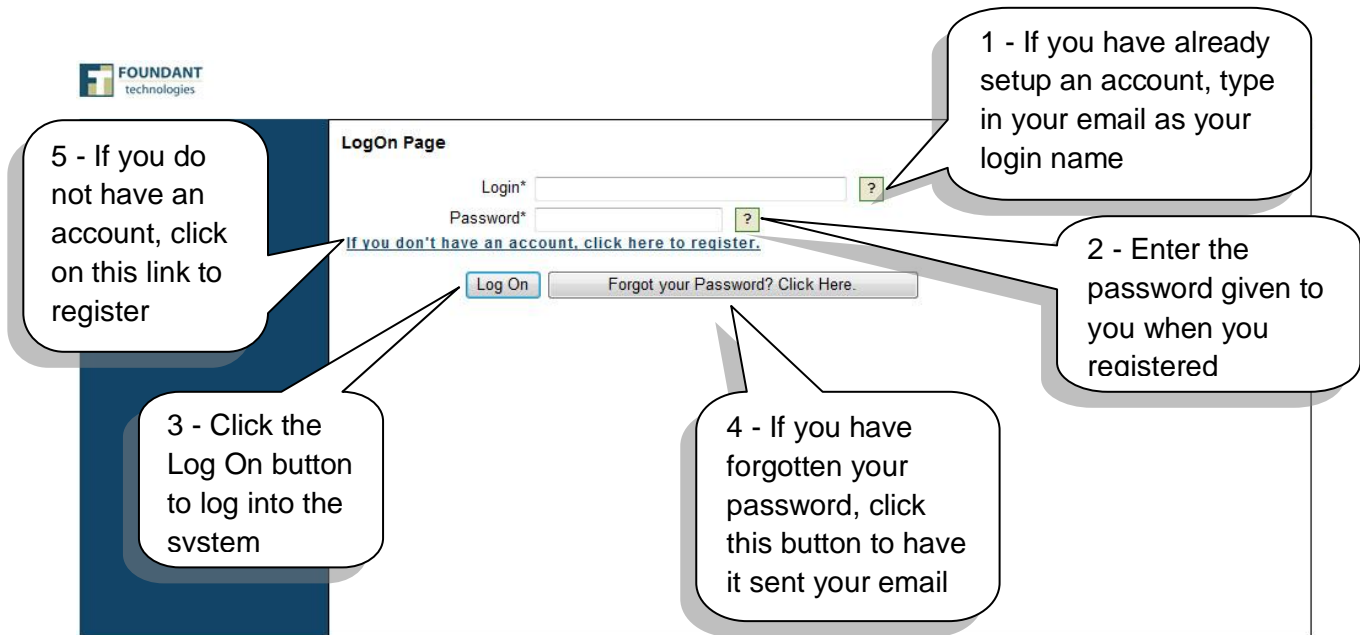 FOUNDANT
technologies
1 - If you have already
setup an account, type
in your email as your
login name
5 - If you do
not have an
account, click
on this link to
register
LogOn Page
Login*
?
Password*
?
If you don't have an account, click here to register.
Log On
Forgot your Password? Click Here.
2 - Enter the
password given to
you when you
registered
3 - Click the
Log On button
to log into the
system
4 - If you have
forgotten your
password, click
this button to have
it sent your email